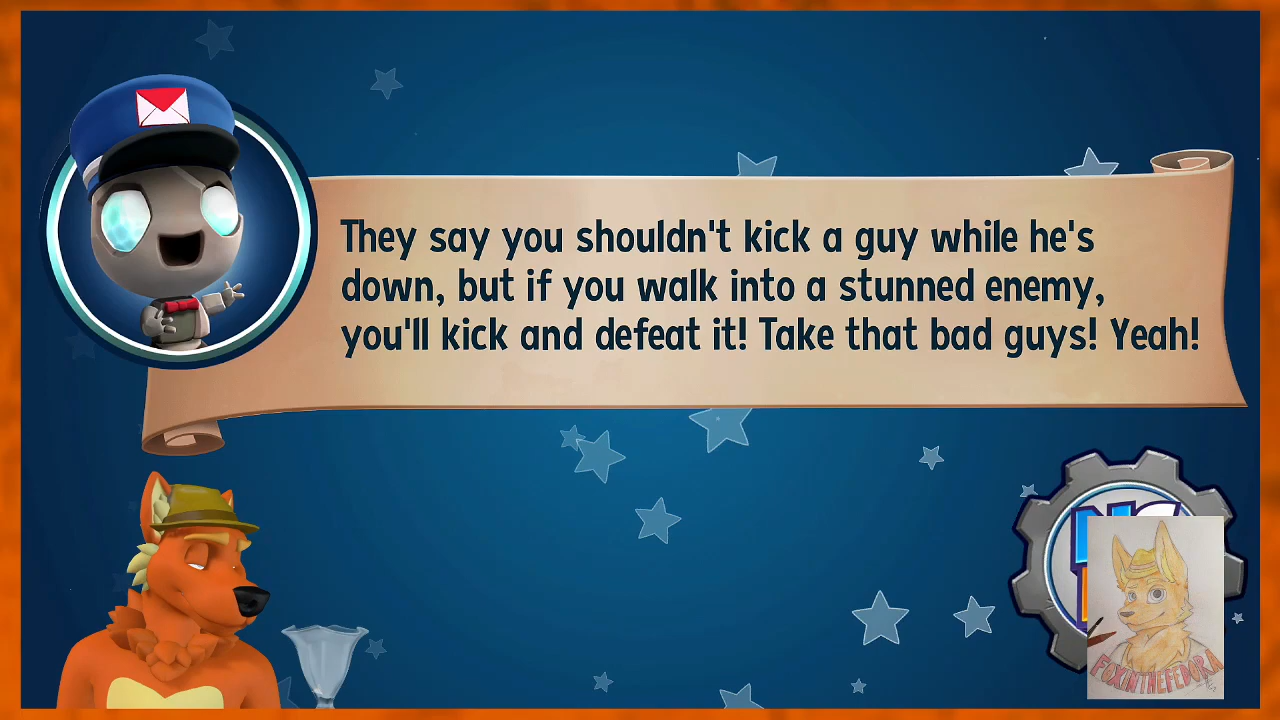 They say you shouldn't kick a guy while he's
down, but if you walk into a stunned enemy,
you'll kick and defeat it! Take that bad guys! Yeah!
FOXINTHEFEDORA